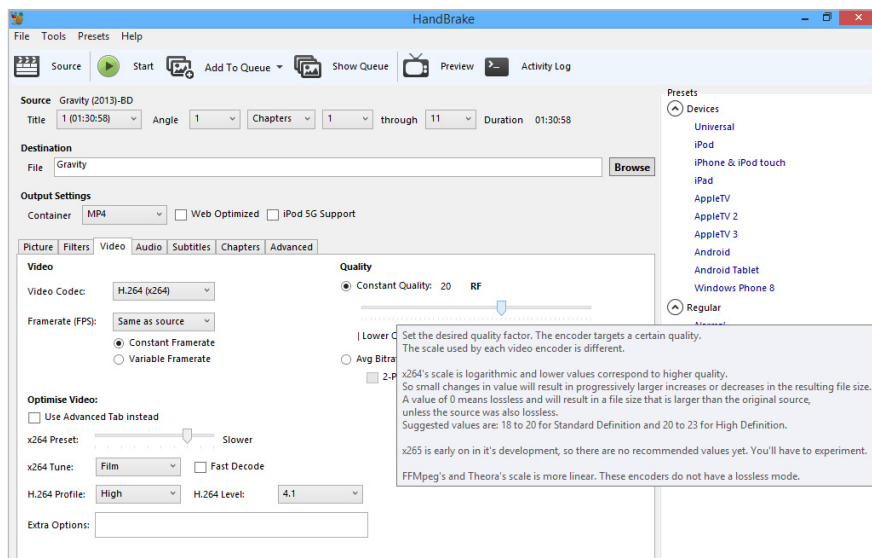 HandBrake
File Tools Presets Help
Source Start Add To Queue Show Queue Preview Activity Log
Source Gravity (2013)-BD
Title 1 (01:30:58) Angle 1 Chapters 1 through 11 Duration 01:30:58
Destination
File Gravity Browse
Output Settings
Container MP4 Web Optimized iPod 5G Support
Picture Filters Video Audio Subtitles Chapters Advanced
Video
Video Codec: H.264 (x264)
Framerate (FPS): Same as source
Constant Framerate
Variable Framerate
Optimise Video:
Use Advanced Tab instead
x264 Preset: Slower
x264 Tune: Film Fast Decode
H.264 Profile: High H.264 Level: 4.1
Extra Options:
Quality
Constant Quality: 20 RF
| Lower
Avg
2-P
Set the desired quality factor. The encoder targets a certain quality.
The scale used by each video encoder is different.
x264's scale is logarithmic and lower values correspond to higher quality.
So small changes in value will result in progressively larger increases or decreases in the resulting file size.
A value of 0 means lossless and will result in a file size that is larger than the original source,
unless the source was also lossless.
Suggested values are: 18 to 20 for Standard Definition and 20 to 23 for High Definition.
x265 is early on in it's development, so there are no recommended values yet. You'll have to experiment.
FFMpeg's and Theora's scale is more linear. These encoders do not have a lossless mode.
Presets
Devices
Universal
iPod
iPhone & iPod touch
iPad
AppleTV
AppleTV 2
AppleTV 3
Android
Android Tablet
Windows Phone 8
Regular
Normal